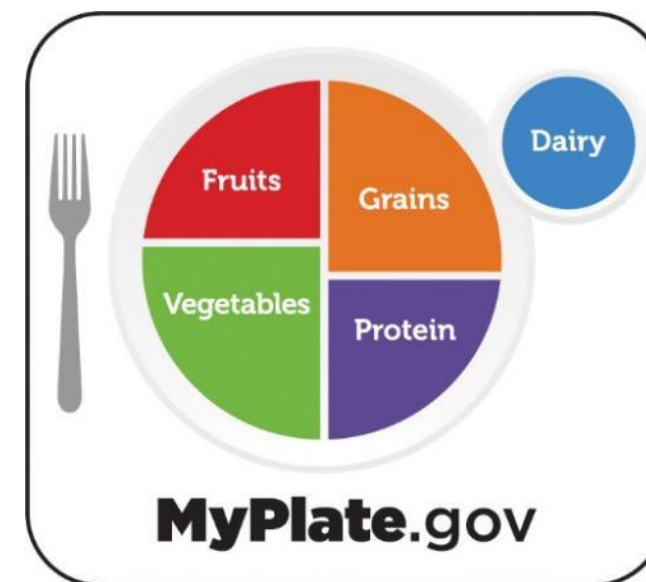 Fruits
Grains
Dairy
Vegetables
Protein
MyPlate.gov